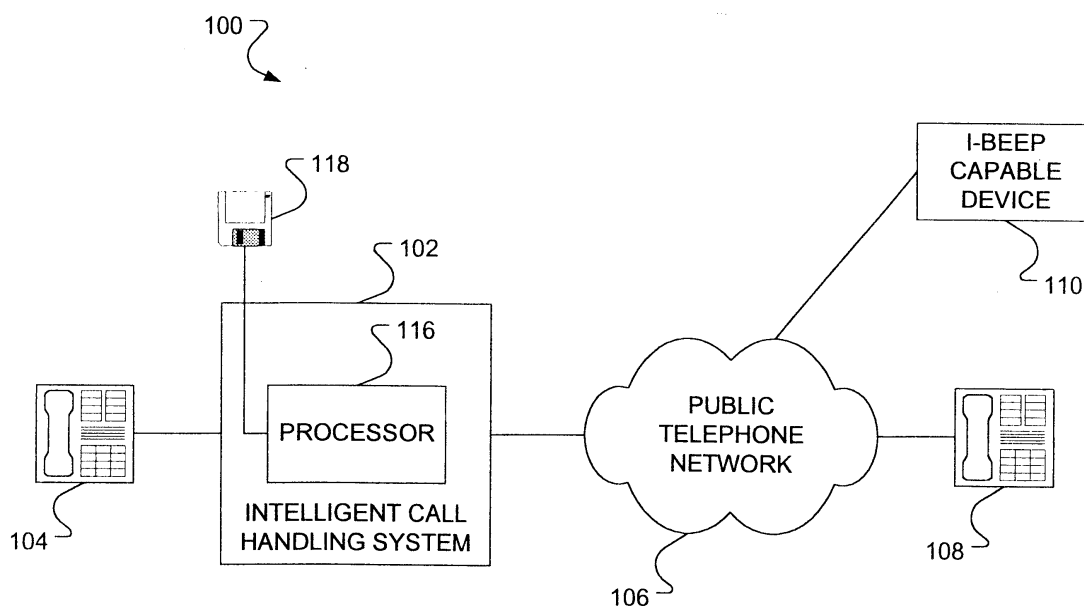 100
118
102
116
I-BEEP
CAPABLE
DEVICE
110
PROCESSOR
PUBLIC
TELEPHONE
NETWORK
INTELLIGENT CALL
HANDLING SYSTEM
104
106
108